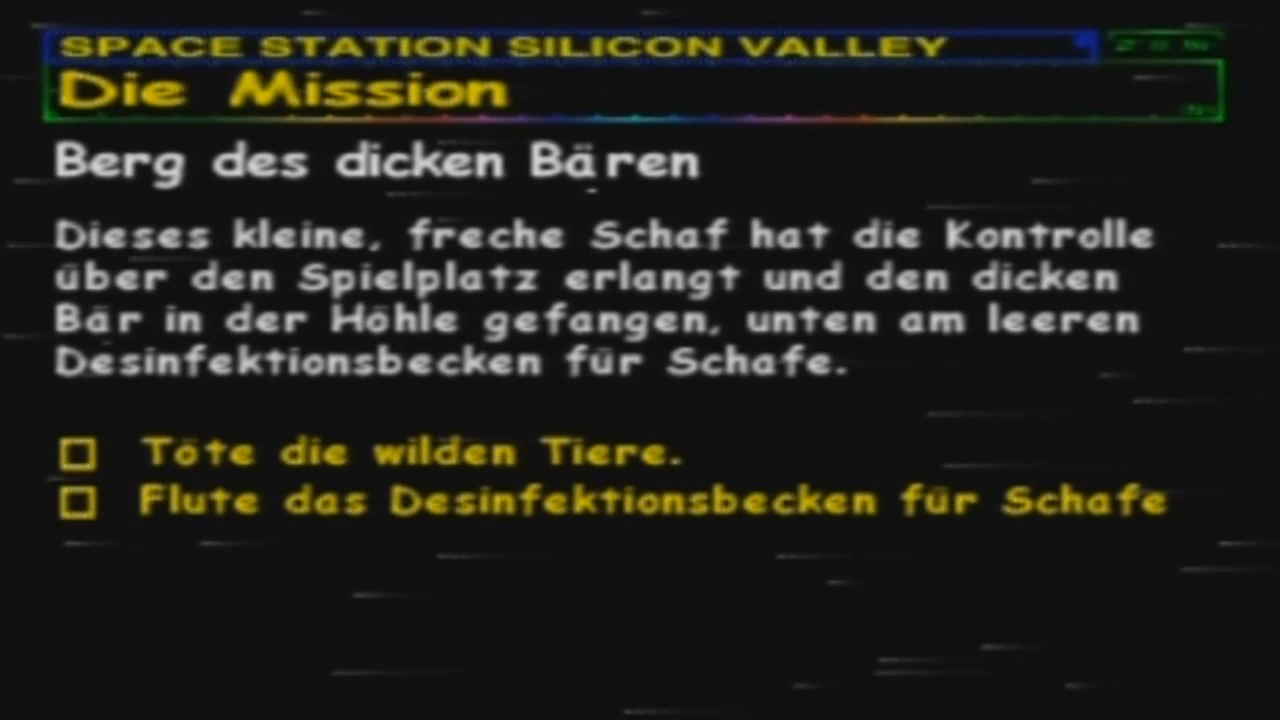 SPACE STATION SILICON VALLEY
Die Mission
Berg des dicken Bären
Dieses kleine, freche Schaf hat die Kontrolle
über den Spielplatz erlangt und den dicken
Bär in der Höhle gefangen, unten am leeren
Desinfektionsbecken für Schafe.
Töte die wilden Tiere.
Flute das Desinfektionsbecken für Schafe